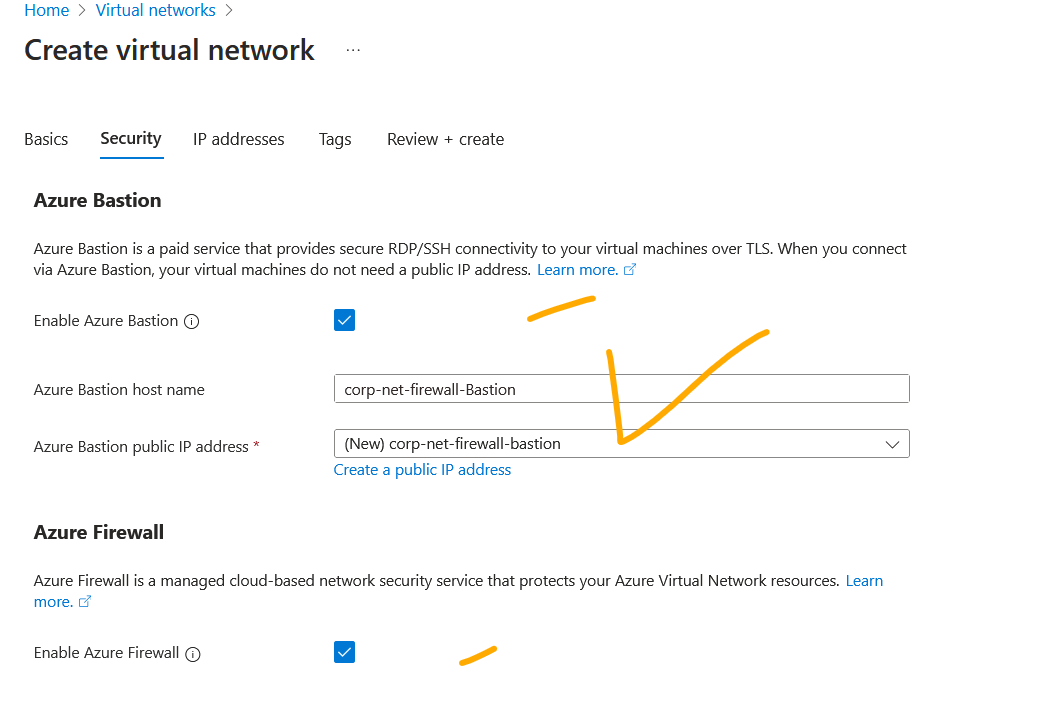 Home > Virtual networks >
Create virtual network ...
Basics Security IP addresses Tags Review + create
Azure Bastion
Azure Bastion is a paid service that provides secure RDP/SSH connectivity to your virtual machines over TLS. When you connect
via Azure Bastion, your virtual machines do not need a public IP address. Learn more.
Enable Azure Bastion
Azure Bastion host name corp-net-firewall-Bastion
Azure Bastion public IP address * (New) corp-net-firewall-bastion
Create a public IP address
Azure Firewall
Azure Firewall is a managed cloud-based network security service that protects your Azure Virtual Network resources. Learn
more.
Enable Azure Firewall